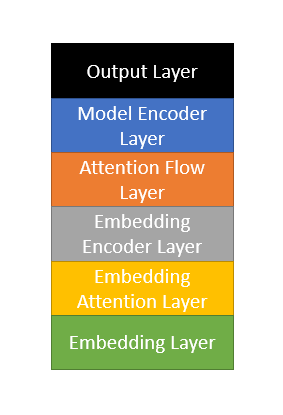 Output Layer
Model Encoder
Layer
Attention Flow
Layer
Embedding
Encoder Layer
Embedding
Attention Layer
Embedding Layer